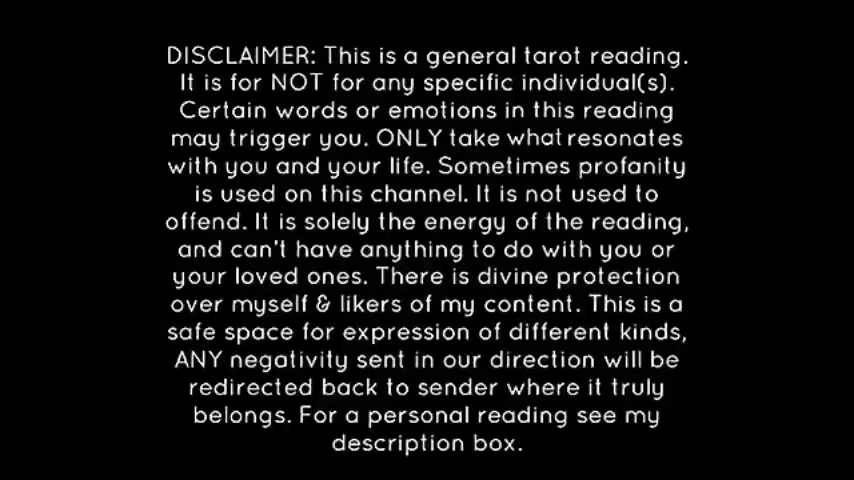 DISCLAIMER: This is a general tarot reading.
It is for NOT for any specific individual(s).
Certain words or emotions in this reading
may trigger you. ONLY take what resonates
with you and your life. Sometimes profanity
is used on this channel. It is not used to
offend. It is solely the energy of the reading,
and can't have anything to do with you or
your loved ones. There is divine protection
over myself & likers of my content. This is a
safe space for expression of different kinds,
ANY negativity sent in our direction will be
redirected back to sender where it truly
belongs. For a personal reading see my
description box.